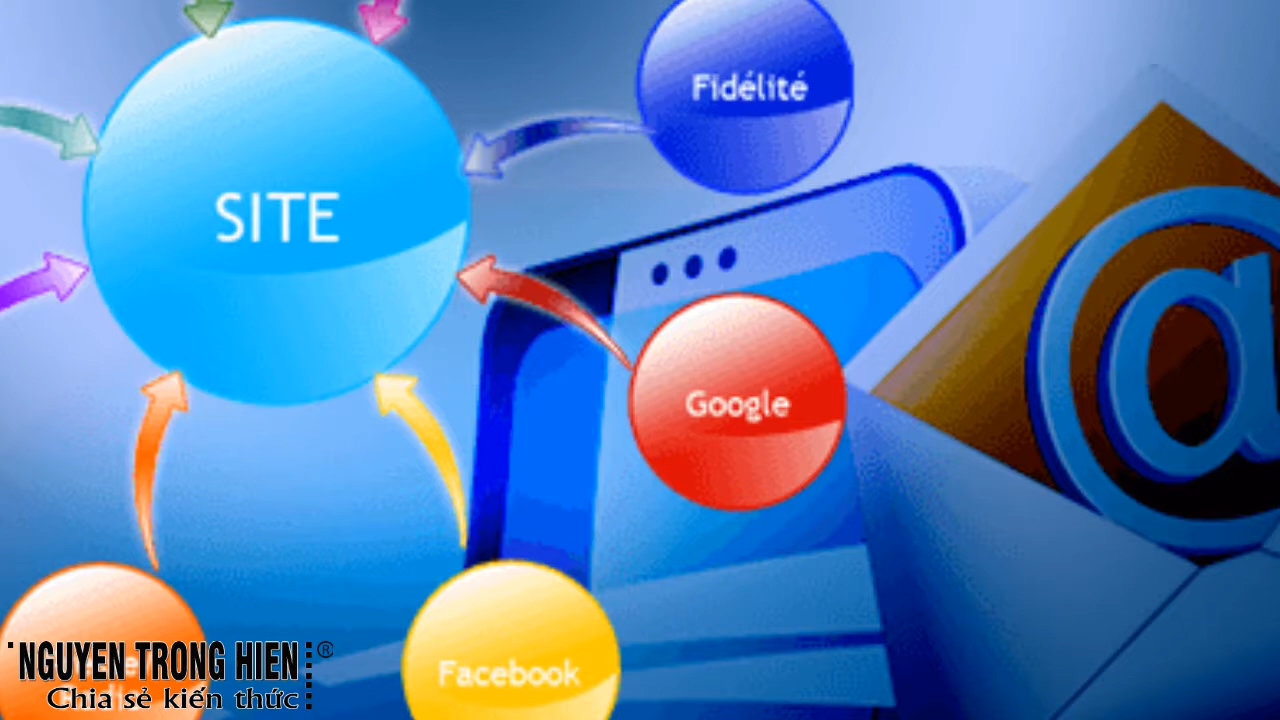 Fidélité
SITE
Google
Facebook
NGUYEN TRONG HIEN ®
Chia sẻ kiến thức
@